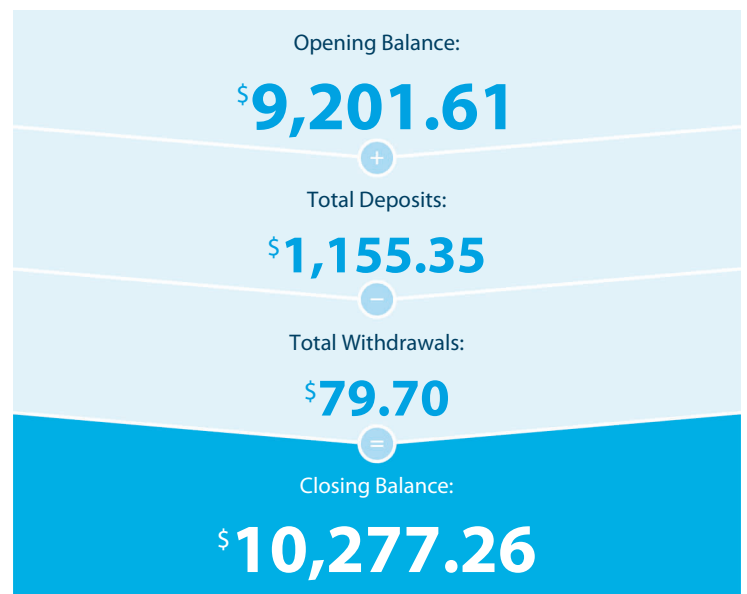 Opening Balance:
$9,201.61
+
Total Deposits:
$1,155.35
−
Total Withdrawals:
$79.70
=
Closing Balance:
$10,277.26